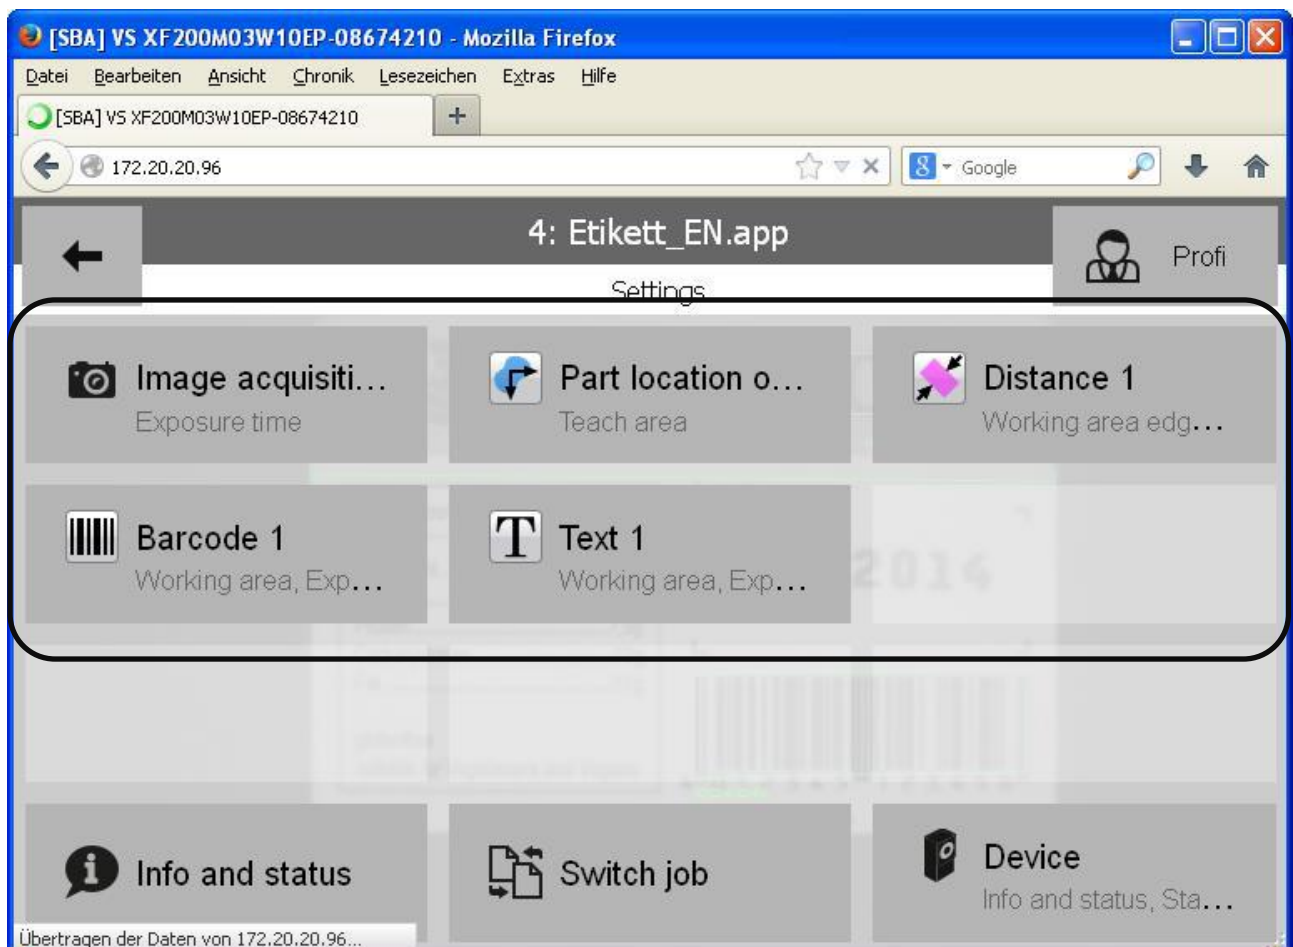 [SBA] VS XF200M03W10EP-08674210 - Mozilla Firefox
Datei Bearbeiten Ansicht Chronik Lesezeichen Extras Hilfe
[SBA] VS XF200M03W10EP-08674210
172.20.20.96
Google
4: Etikett_EN.app
Profi
Settings
Image acquisiti...
Exposure time
Part location o...
Teach area
Distance 1
Working area edg...
Barcode 1
Working area, Exp...
Text 1
Working area, Exp...
2014
Info and status
Switch job
Device
Info and status, Sta...
Übertragen der Daten von 172.20.20.96...